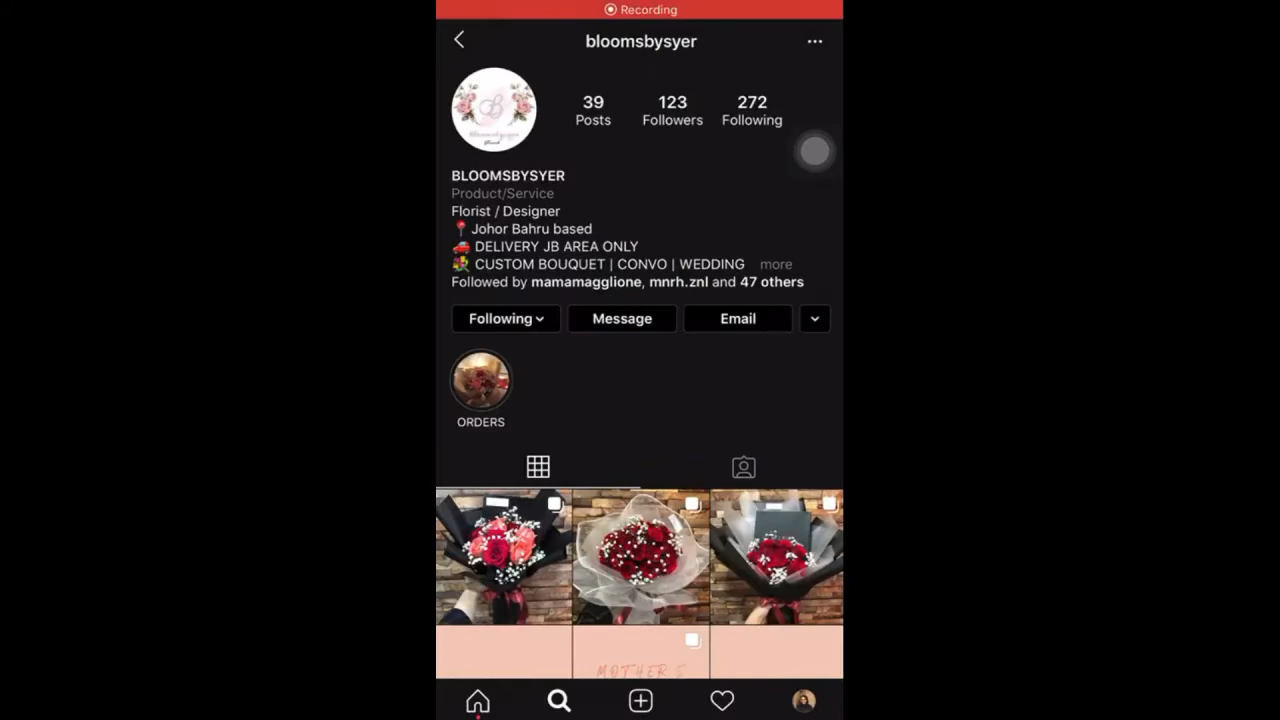 Recording
bloomsbysyer
39
Posts
123
Followers
272
Following
B
BLOOMSBYSYER
Product/Service
Florist / Designer
📍 Johor Bahru based
🚗 DELIVERY JB AREA ONLY
💐 CUSTOM BOUQUET | CONVO | WEDDING more
Followed by mamamagglione, mnrh.znl and 47 others
Following
Message
Email
ORDERS